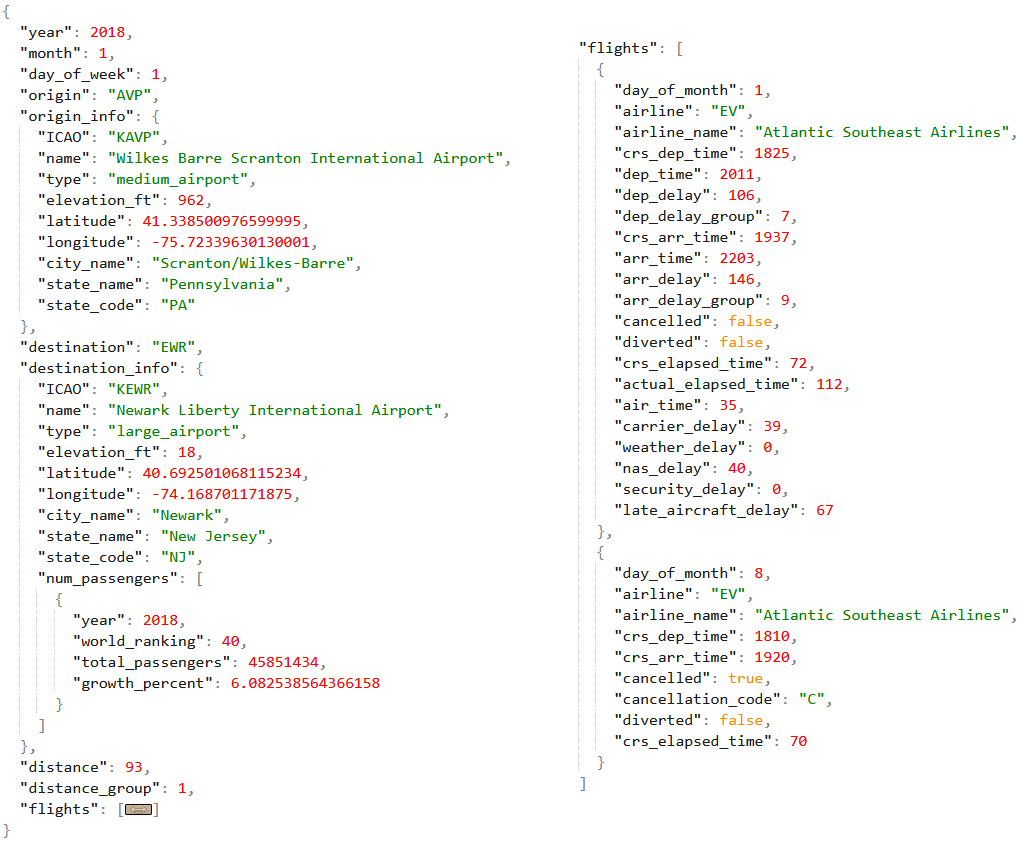 {
"year": 2018,
"month": 1,
"day_of_week": 1,
"origin": "AVP",
"origin_info": {
"ICAO": "KAVP",
"name": "Wilkes Barre Scranton International Airport",
"type": "medium_airport",
"elevation_ft": 962,
"latitude": 41.338500976599995,
"longitude": -75.72339630130001,
"city_name": "Scranton/Wilkes-Barre",
"state_name": "Pennsylvania",
"state_code": "PA"
},
"destination": "EWR",
"destination_info": {
"ICAO": "KEWR",
"name": "Newark Liberty International Airport",
"type": "large_airport",
"elevation_ft": 18,
"latitude": 40.692501068115234,
"longitude": -74.168701171875,
"city_name": "Newark",
"state_name": "New Jersey",
"state_code": "NJ",
"num_passengers": [
{
"year": 2018,
"world_ranking": 40,
"total_passengers": 45851434,
"growth_percent": 6.082538564366158
}
]
},
"distance": 93,
"distance_group": 1,
"flights": []
}
"flights": [
{
"day_of_month": 1,
"airline": "EV",
"airline_name": "Atlantic Southeast Airlines",
"crs_dep_time": 1825,
"dep_time": 2011,
"dep_delay": 106,
"dep_delay_group": 7,
"crs_arr_time": 1937,
"arr_time": 2203,
"arr_delay": 146,
"arr_delay_group": 9,
"cancelled": false,
"diverted": false,
"crs_elapsed_time": 72,
"actual_elapsed_time": 112,
"air_time": 35,
"carrier_delay": 39,
"weather_delay": 0,
"nas_delay": 40,
"security_delay": 0,
"late_aircraft_delay": 67
},
{
"day_of_month": 8,
"airline": "EV",
"airline_name": "Atlantic Southeast Airlines",
"crs_dep_time": 1810,
"crs_arr_time": 1920,
"cancelled": true,
"cancellation_code": "C",
"diverted": false,
"crs_elapsed_time": 70
}
]